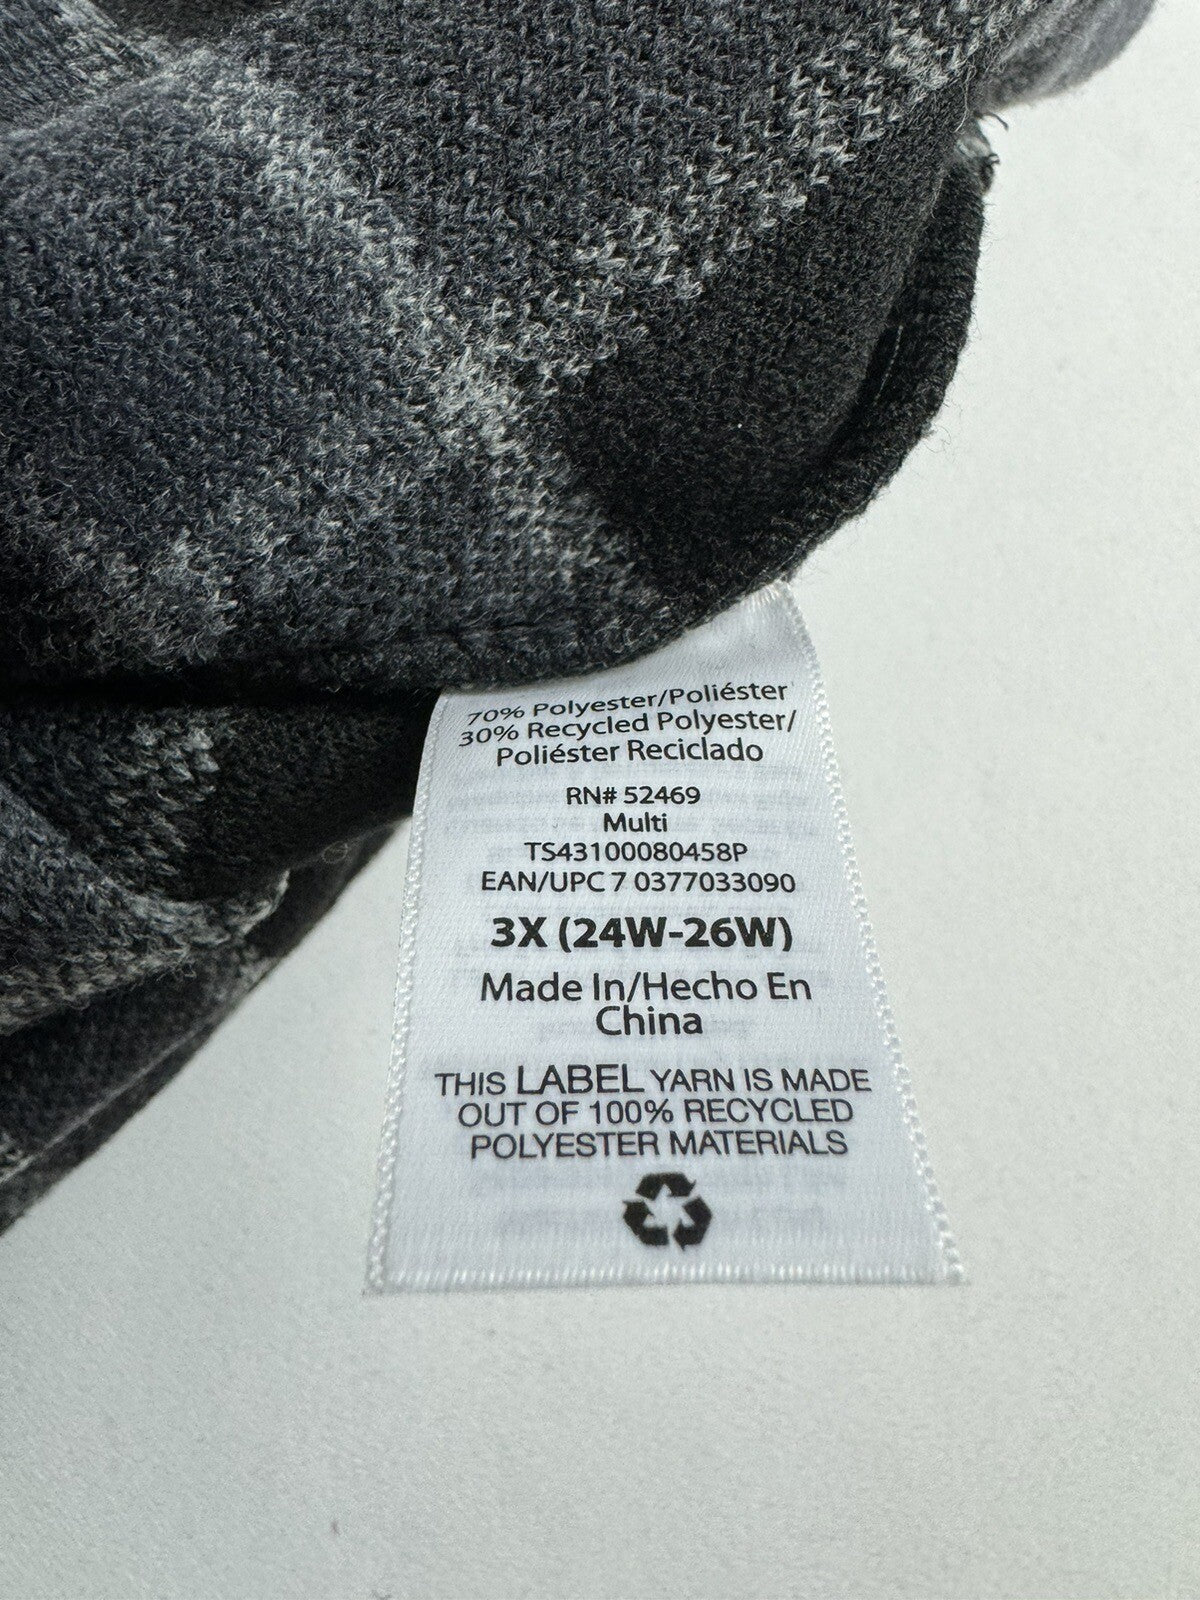 70% Polyester/Poliéster
30% Recycled Polyester/
Poliéster Reciclado
RN# 52469
Multi
TS43100080458P
EAN/UPC 7 0377033090
3X (24W-26W)
Made In/Hecho En
China
THIS LABEL YARN IS MADE
OUT OF 100% RECYCLED
POLYESTER MATERIALS